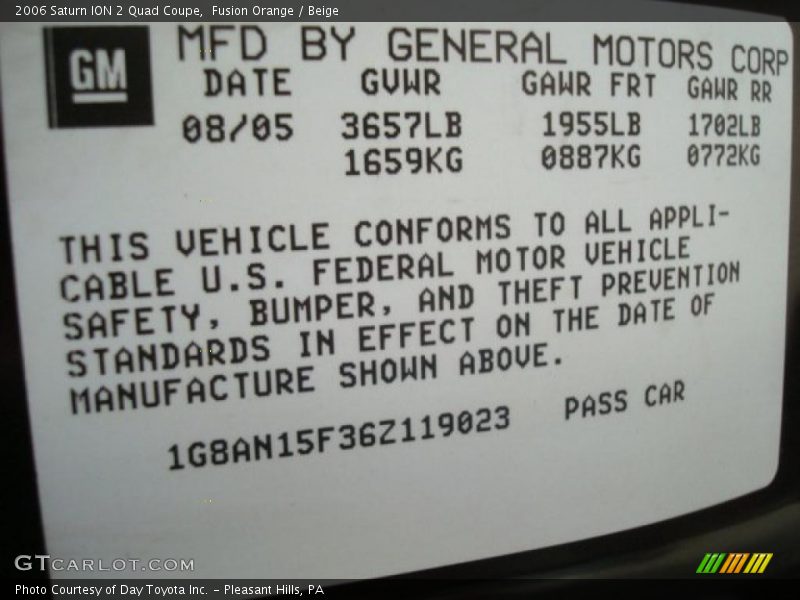 2006 Saturn ION 2 Quad Coupe,  Fusion Orange / Beige
GM
MFD BY GENERAL MOTORS CORP
DATE GVWR GAWR FRT GAWR RR
08/05 3657LB 1955LB 1702LB
1659KG 0887KG 0772KG
THIS VEHICLE CONFORMS TO ALL APPLI-
CABLE U.S. FEDERAL MOTOR VEHICLE
SAFETY, BUMPER, AND THEFT PREVENTION
STANDARDS IN EFFECT ON THE DATE OF
MANUFACTURE SHOWN ABOVE.
1G8AN15F36Z119023 PASS CAR
GTCARLOT.COM
Photo Courtesy of Day Toyota Inc. - Pleasant Hills, PA